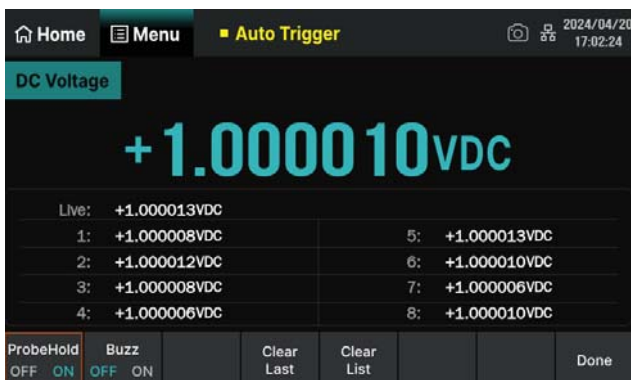 Home Menu Auto Trigger 2024/04/20
17:02:24
DC Voltage
+1.000010VDC
Live: +1.000013VDC
1: +1.000008VDC 5: +1.000013VDC
2: +1.000012VDC 6: +1.000010VDC
3: +1.000008VDC 7: +1.000006VDC
4: +1.000006VDC 8: +1.000010VDC
ProbeHold Buzz Clear Clear Done
OFF ON OFF ON Last List